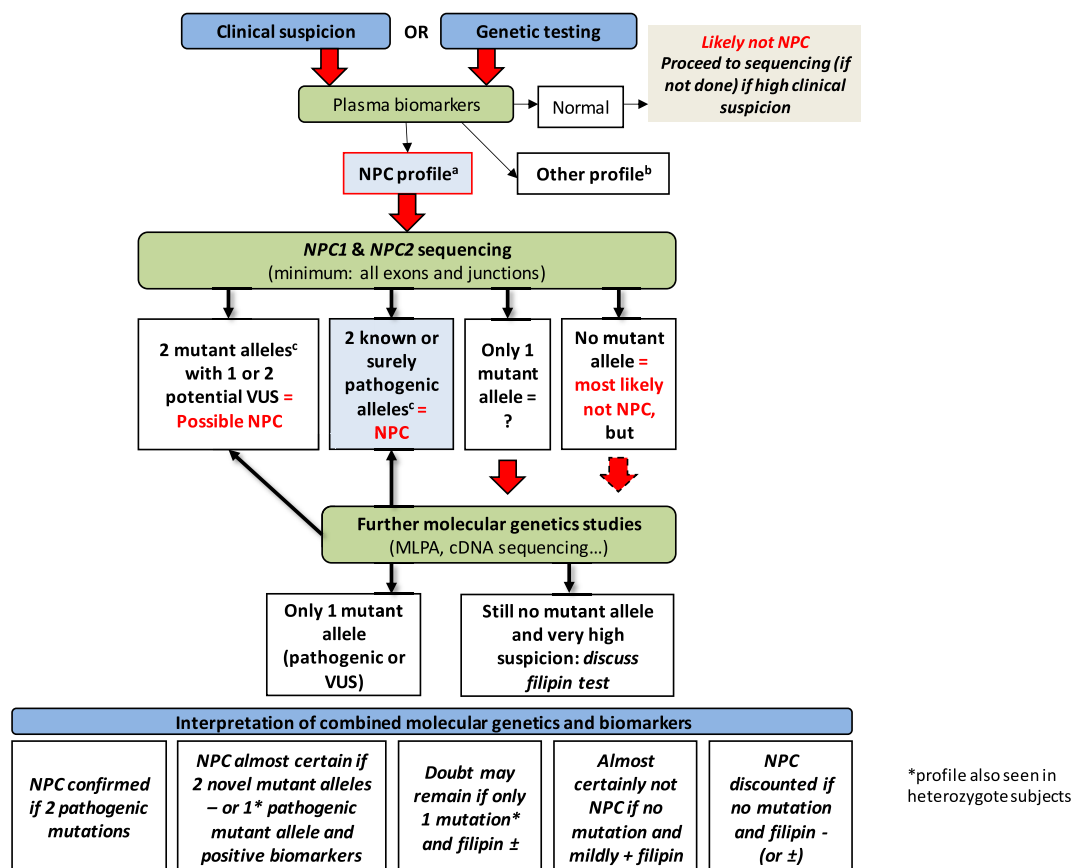 Clinical suspicion
OR
Genetic testing
Likely not NPC
Proceed to sequencing (if
not done) if high clinical
suspicion
Plasma biomarkers
Normal
NPC profileᵃ
Other profileᵇ
NPC1 & NPC2 sequencing
(minimum: all exons and junctions)
2 mutant allelesᶜ
with 1 or 2
potential VUS =
Possible NPC
2 known or
surely
pathogenic
allelesᶜ =
NPC
Only 1
mutant
allele =
?
No mutant
allele =
most likely
not NPC,
but
Further molecular genetics studies
(MLPA, cDNA sequencing…)
Only 1 mutant
allele
(pathogenic or
VUS)
Still no mutant allele
and very high
suspicion: discuss
filipin test
Interpretation of combined molecular genetics and biomarkers
NPC confirmed
if 2 pathogenic
mutations
NPC almost certain if
2 novel mutant alleles
– or 1* pathogenic
mutant allele and
positive biomarkers
Doubt may
remain if only
1 mutation*
and filipin ±
Almost
certainly not
NPC if no
mutation and
mildly + filipin
NPC
discounted if
no mutation
and filipin -
(or ±)
*profile also seen in
heterozygote subjects